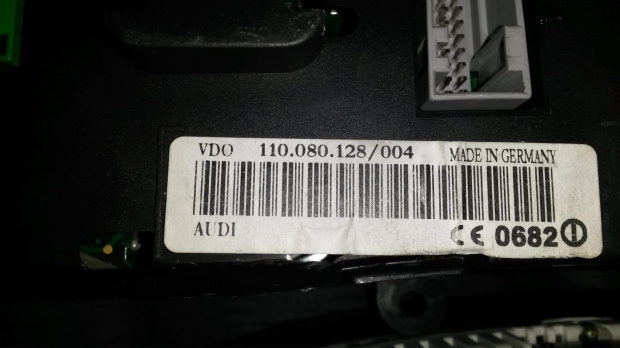 VDO 110.080.128/004 MADE IN GERMANY
AUDI CE 0682